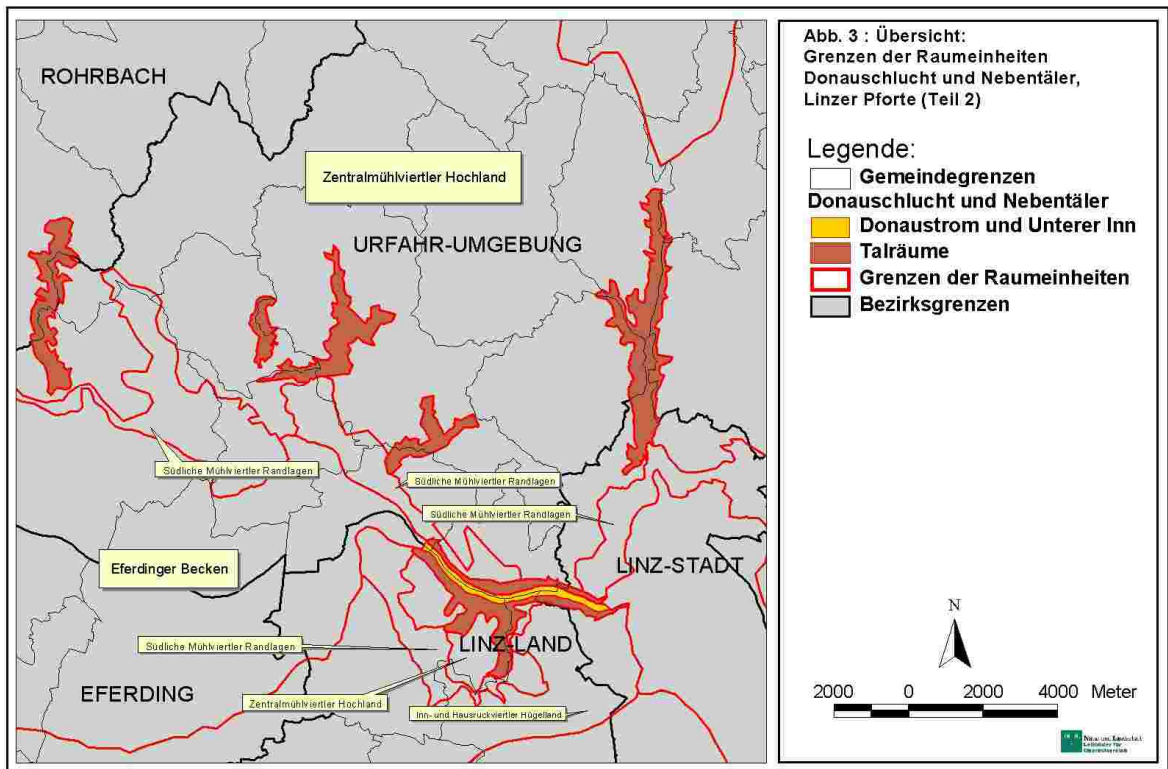 ROHRBACH
Zentralmühlviertler Hochland
URFAHR-UMGEBUNG
Südliche Mühlviertler Randlagen
Südliche Mühlviertler Randlagen
Südliche Mühlviertler Randlagen
Eferdinger Becken
LINZ-STADT
Südliche Mühlviertler Randlagen
LINZ-LAND
EFERDING
Zentralmühlviertler Hochland
Inn- und Hausruckviertler Hügelland
Abb. 3 : Übersicht:
Grenzen der Raumeinheiten
Donauschlucht und Nebentäler,
Linzer Pforte (Teil 2)
Legende:
Gemeindegrenzen
Donauschlucht und Nebentäler
Donaustrom und Unterer Inn
Talräume
Grenzen der Raumeinheiten
Bezirksgrenzen
N
2000 0 2000 4000 Meter